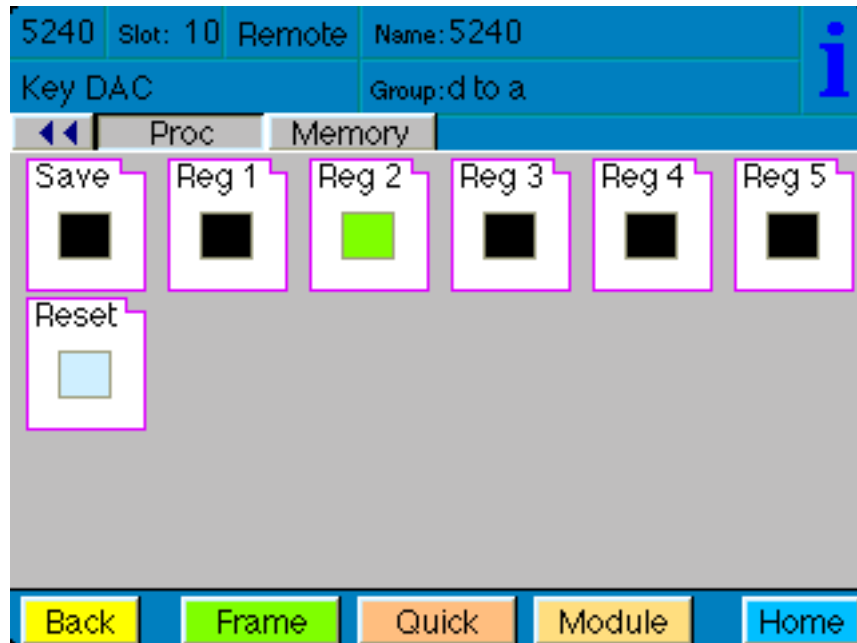 5240 Slot: 10 Remote Name: 5240
Key DAC Group: d to a
i
Proc Memory
Save Reg 1 Reg 2 Reg 3 Reg 4 Reg 5
Reset
Back Frame Quick Module Home